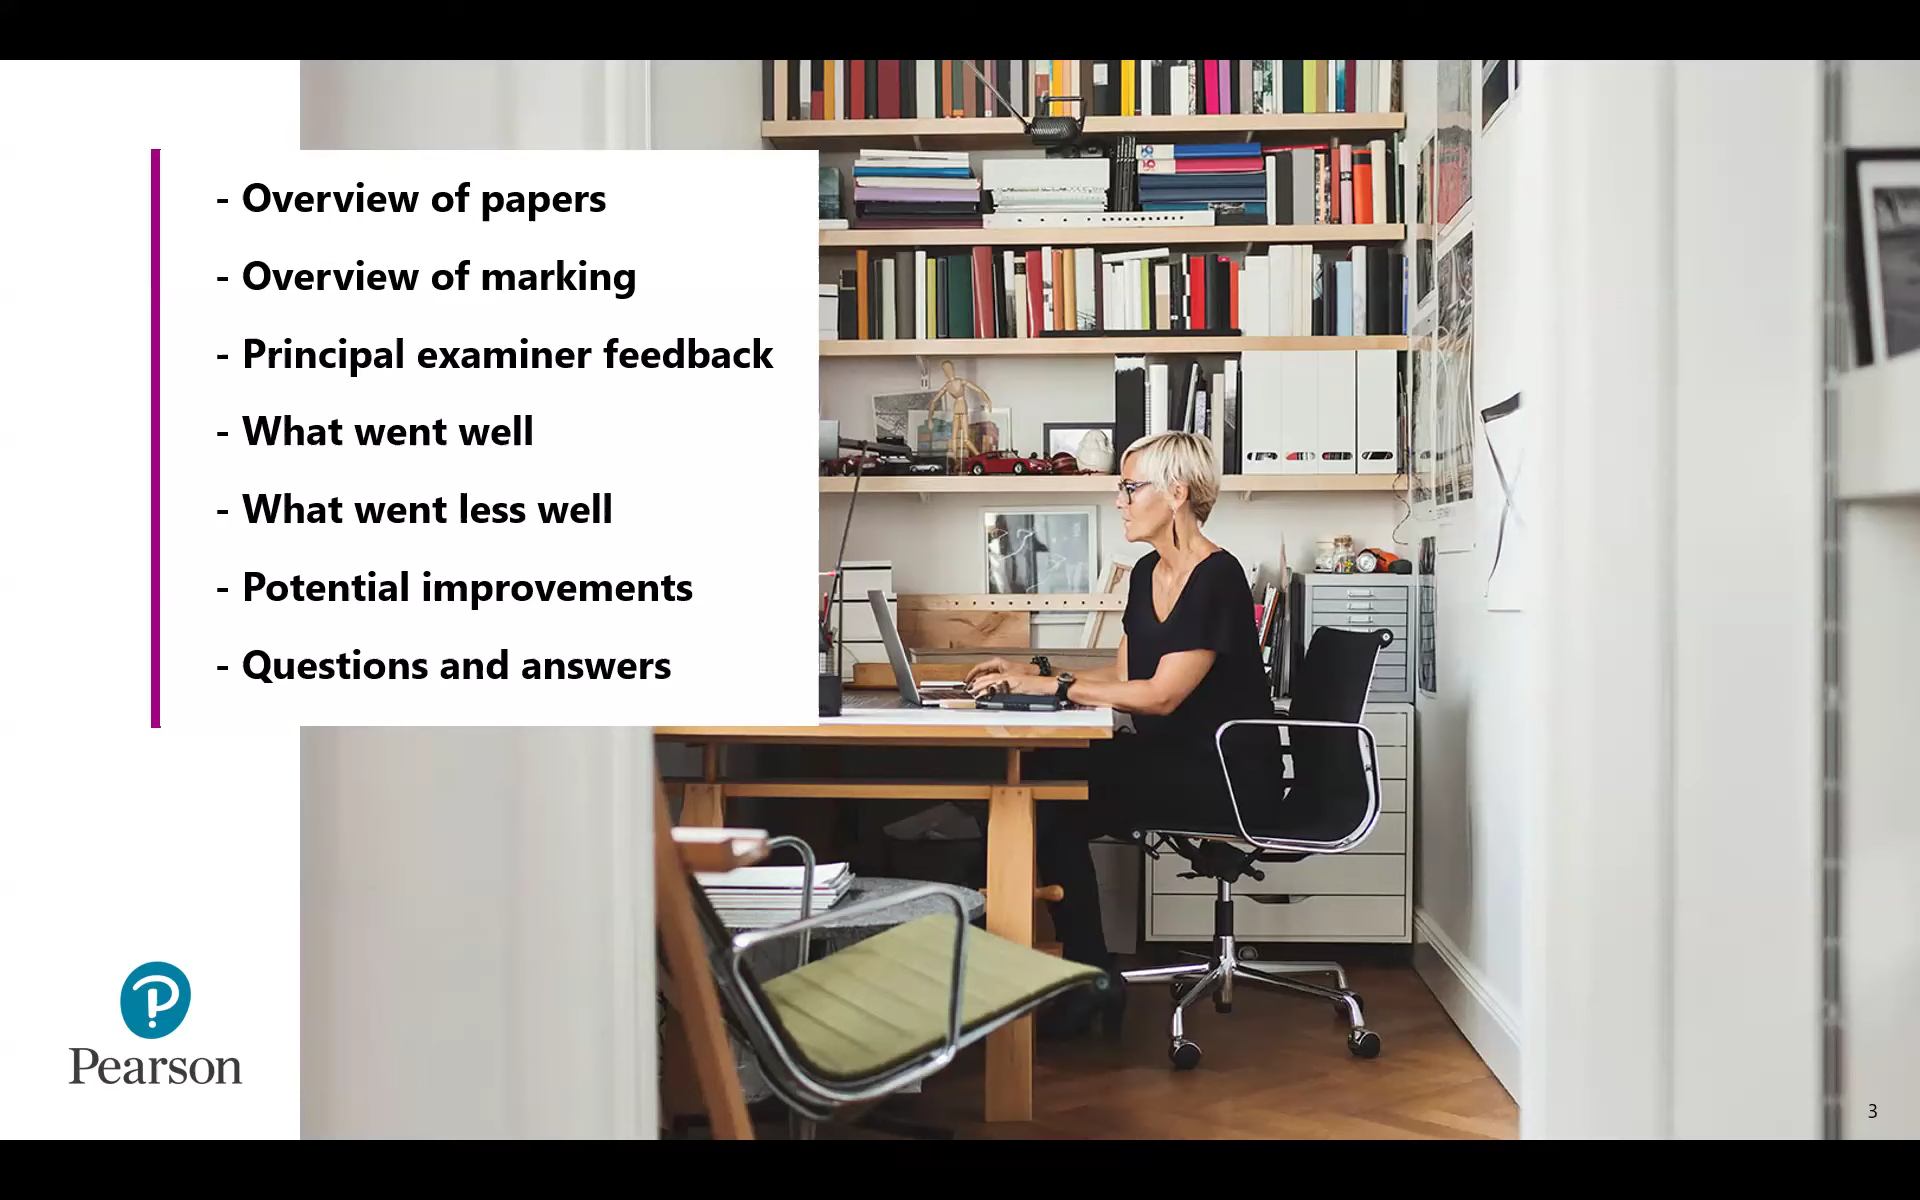 - Overview of papers
- Overview of marking
- Principal examiner feedback
- What went well
- What went less well
- Potential improvements
- Questions and answers
Pearson
3